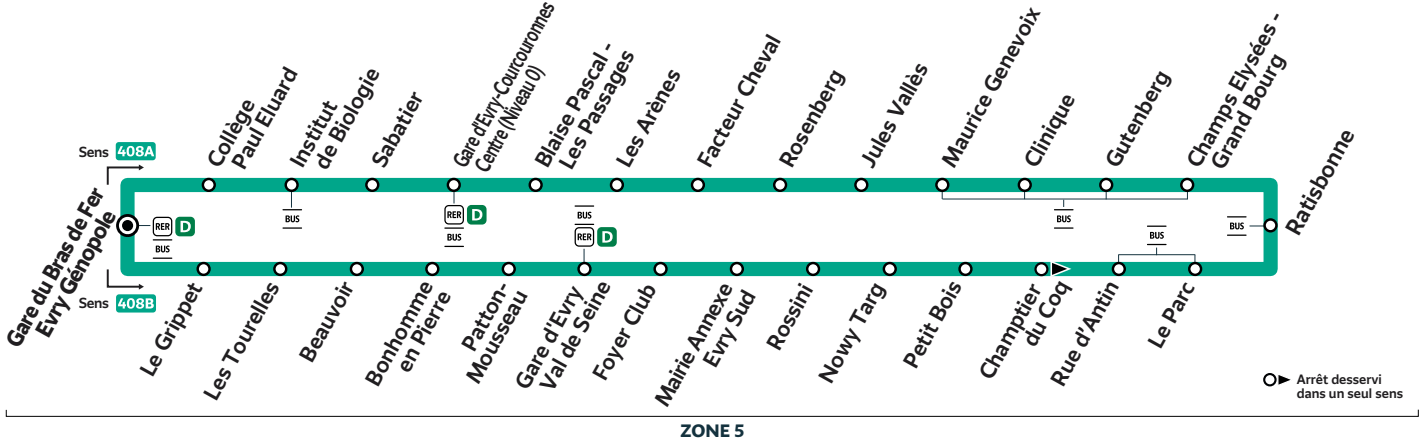 Sens 408A
Collège
Paul Eluard
Institut
de Biologie
Sabatier
Gare d'Evry-Courcouronnes
Centre (Niveau 0)
Blaise Pascal -
Les Passages
Les Arènes
Facteur Cheval
Rosenberg
Jules Vallès
Maurice Genevoix
Clinique
Gutenberg
Champs Elysées -
Grand Bourg
Ratisbonne
Gare du Bras de Fer
Evry Génopole
RER D
BUS
BUS
RER D
BUS
BUS
RER D
BUS
BUS
BUS
Sens 408B
Le Grippet
Les Tourelles
Beauvoir
Bonhomme
en Pierre
Patton-
Mousseau
Gare d'Evry
Val de Seine
Foyer Club
Mairie Annexe
Evry Sud
Rossini
Nowy Targ
Petit Bois
Champtier
du Coq
Rue d'Antin
Le Parc
Arrêt desservi
dans un seul sens
ZONE 5